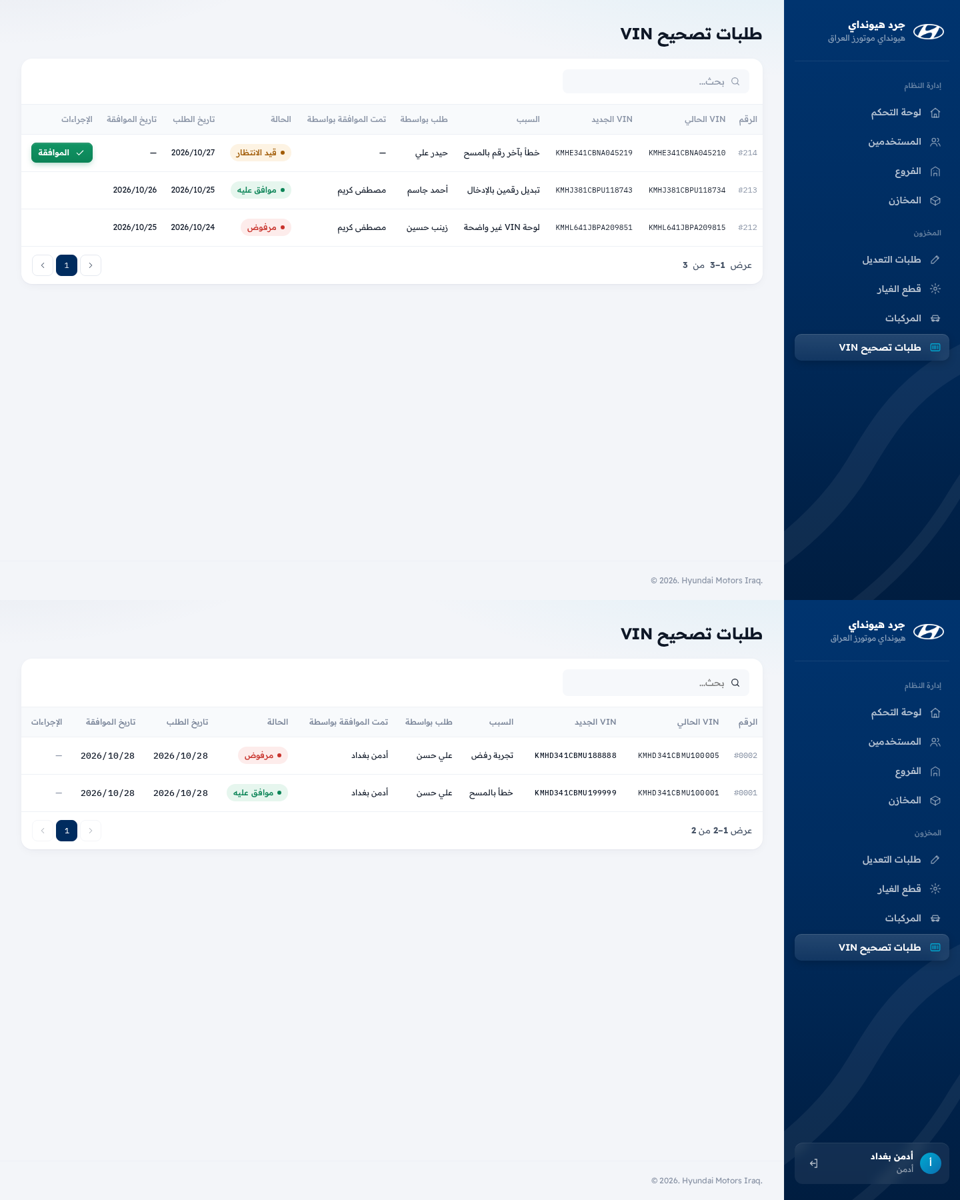 جرد هيونداي
هيونداي موتورز العراق
إدارة النظام
لوحة التحكم
المستخدمين
الفروع
المخازن
المخزون
طلبات التعديل
قطع الغيار
المركبات
طلبات تصحيح VIN
طلبات تصحيح VIN
بحث...
الرقم VIN الحالي VIN الجديد السبب طلب بواسطة تمت الموافقة بواسطة الحالة تاريخ الطلب تاريخ الموافقة الإجراءات
#214 KMHE341CBNA045210 KMHE341CBNA045219 خطأ بآخر رقم بالمسح حيدر علي — قيد الانتظار 2026/10/27 — الموافقة
#213 KMHJ381CBPU118734 KMHJ381CBPU118743 تبديل رقمين بالإدخال أحمد جاسم مصطفى كريم موافق عليه 2026/10/25 2026/10/26
#212 KMHL641JBPA209815 KMHL641JBPA209851 لوحة VIN غير واضحة زينب حسين مصطفى كريم مرفوض 2026/10/24 2026/10/25
عرض 1–3 من 3
1
© 2026. Hyundai Motors Iraq.
جرد هيونداي
هيونداي موتورز العراق
إدارة النظام
لوحة التحكم
المستخدمين
الفروع
المخازن
المخزون
طلبات التعديل
قطع الغيار
المركبات
طلبات تصحيح VIN
أ
أدمن بغداد
أدمن
طلبات تصحيح VIN
بحث...
الرقم VIN الحالي VIN الجديد السبب طلب بواسطة تمت الموافقة بواسطة الحالة تاريخ الطلب تاريخ الموافقة الإجراءات
#0002 KMHD341CBMU100005 KMHD341CBMU188888 تجربة رفض علي حسن أدمن بغداد مرفوض 2026/10/28 2026/10/28 —
#0001 KMHD341CBMU100001 KMHD341CBMU199999 خطأ بالمسح علي حسن أدمن بغداد موافق عليه 2026/10/28 2026/10/28 —
عرض 1–2 من 2
1
© 2026. Hyundai Motors Iraq.